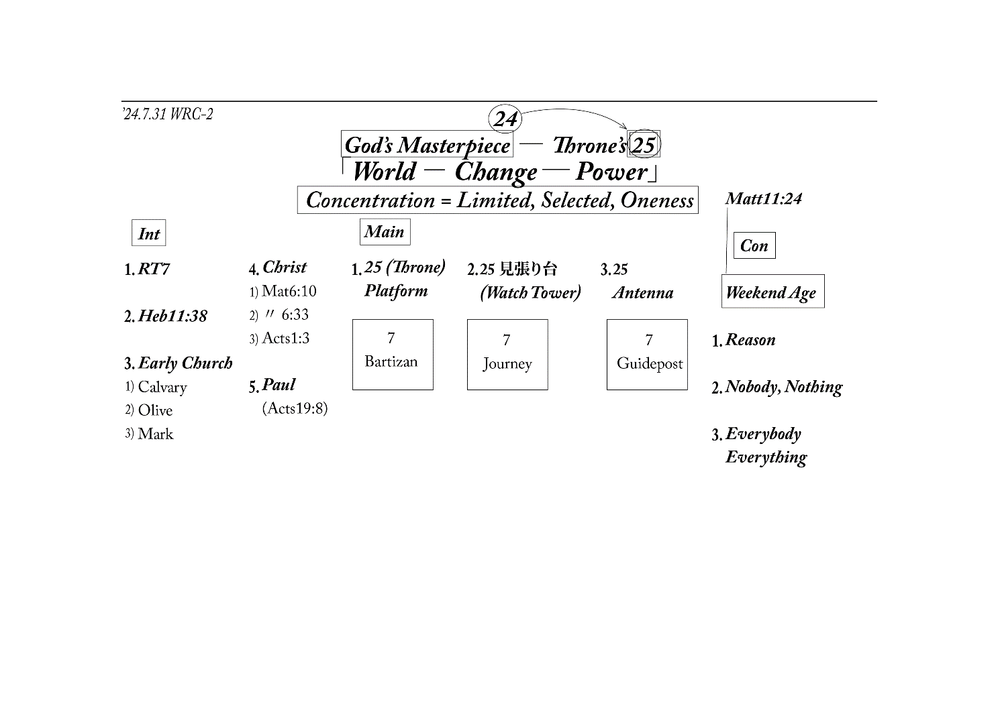 '24.7.31 WRC-2
24
God's Masterpiece — Throne's 25
「World — Change — Power」
Concentration = Limited, Selected, Oneness
Int
1. RT7
2. Heb11:38
3. Early Church
1) Calvary
2) Olive
3) Mark
4. Christ
1) Mat6:10
2) 〃 6:33
3) Acts1:3
5. Paul
(Acts19:8)
Main
1. 25 (Throne)
Platform
7
Bartizan
2.25 見張り台
(Watch Tower)
7
Journey
3.25
Antenna
7
Guidepost
Matt11:24
Con
Weekend Age
1. Reason
2. Nobody, Nothing
3. Everybody
Everything